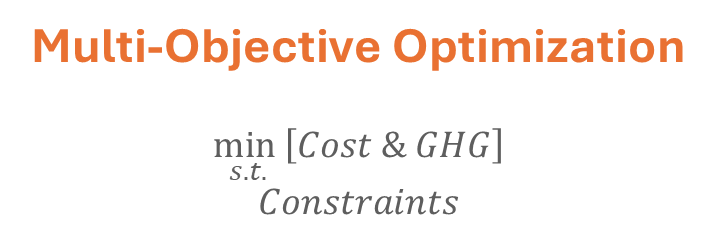 Multi-Objective Optimization
min [Cost & GHG]
s.t.
Constraints